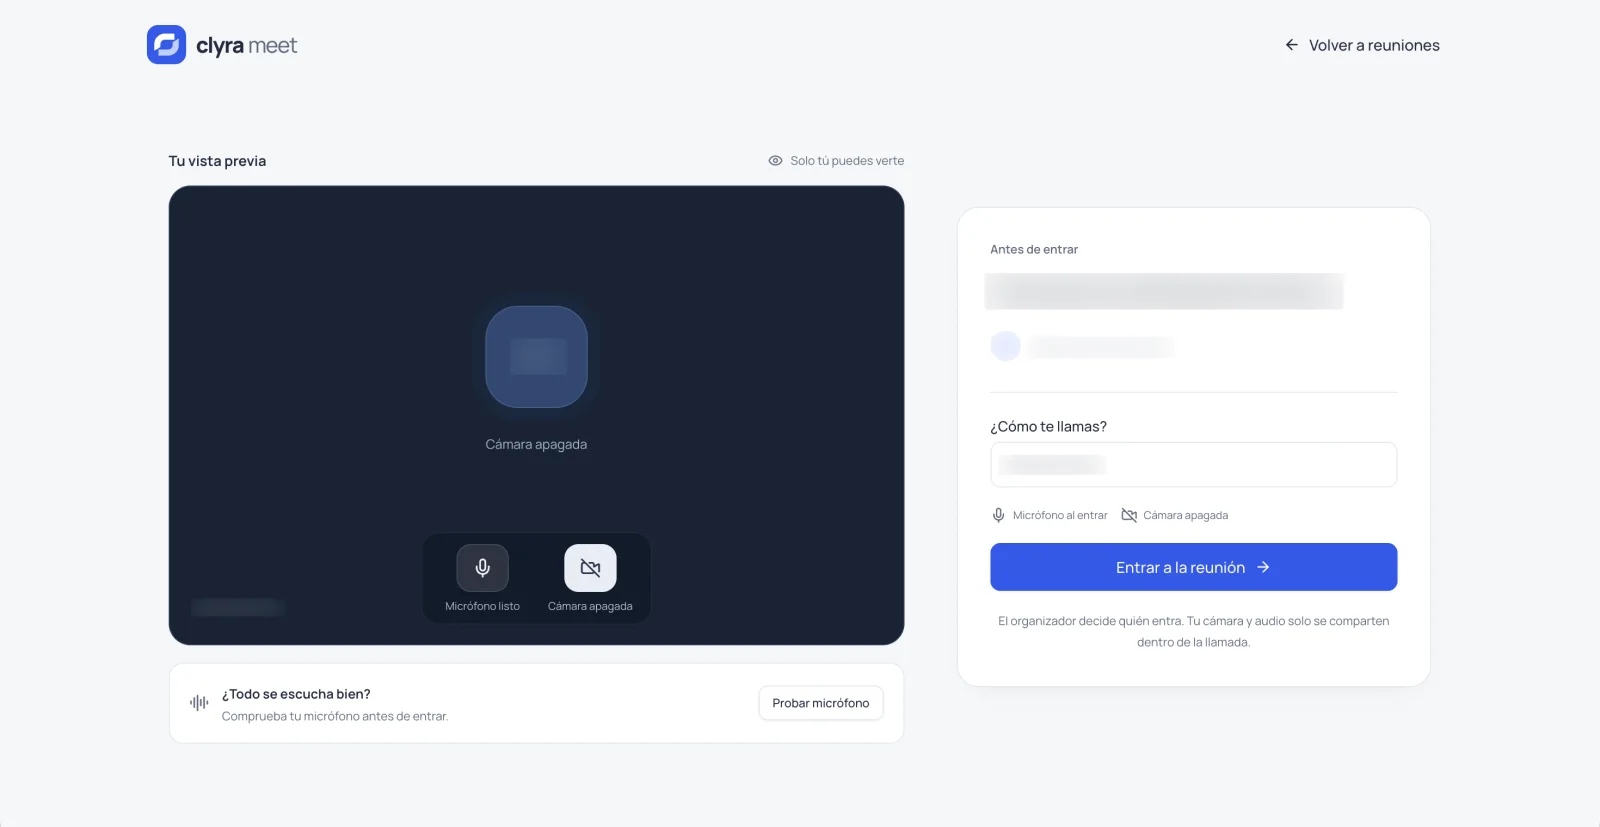 clyra meet
Volver a reuniones
Tu vista previa
Solo tú puedes verte
Cámara apagada
Micrófono listo
Cámara apagada
¿Todo se escucha bien?
Comprueba tu micrófono antes de entrar.
Probar micrófono
Antes de entrar
¿Cómo te llamas?
Micrófono al entrar
Cámara apagada
Entrar a la reunión
El organizador decide quién entra. Tu cámara y audio solo se comparten
dentro de la llamada.